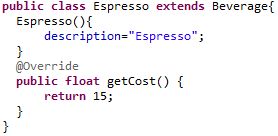 public class Espresso extends Beverage{
  Espresso(){
     description="Espresso";
  }
  @Override
  public float getCost() {
     return 15;
  }
}